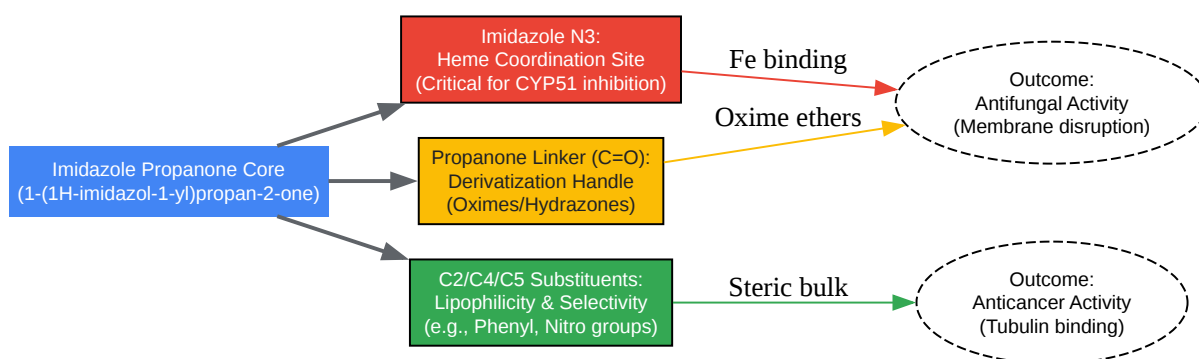 Imidazole Propanone Core
(1-(1H-imidazol-1-yl)propan-2-one)
Imidazole N3:
Heme Coordination Site
(Critical for CYP51 inhibition)
Propanone Linker (C=O):
Derivatization Handle
(Oximes/Hydrazones)
C2/C4/C5 Substituents:
Lipophilicity & Selectivity
(e.g., Phenyl, Nitro groups)
Fe binding
Oxime ethers
Steric bulk
Outcome:
Antifungal Activity
(Membrane disruption)
Outcome:
Anticancer Activity
(Tubulin binding)